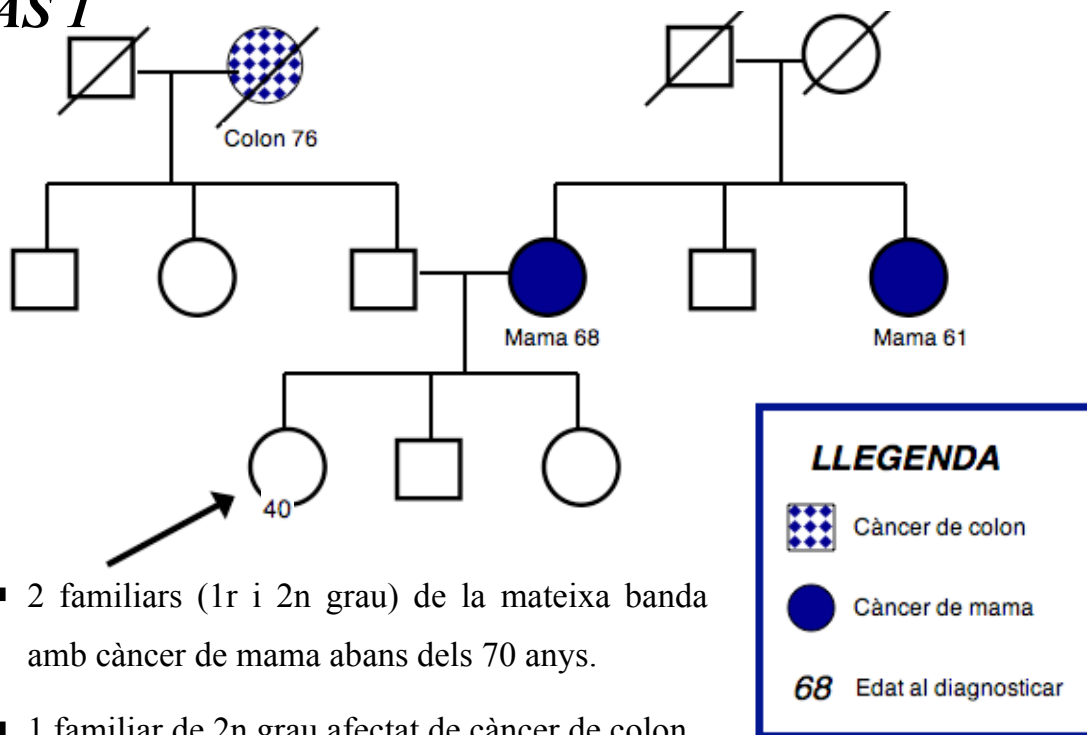 AS 1
Colon 76
Mama 68
Mama 61
40
LLEGENDA
Càncer de colon
Càncer de mama
68 Edat al diagnosticar
▪ 2 familiars (1r i 2n grau) de la mateixa banda
amb càncer de mama abans dels 70 anys.
▪ 1 familiar de 2n grau afectat de càncer de colon